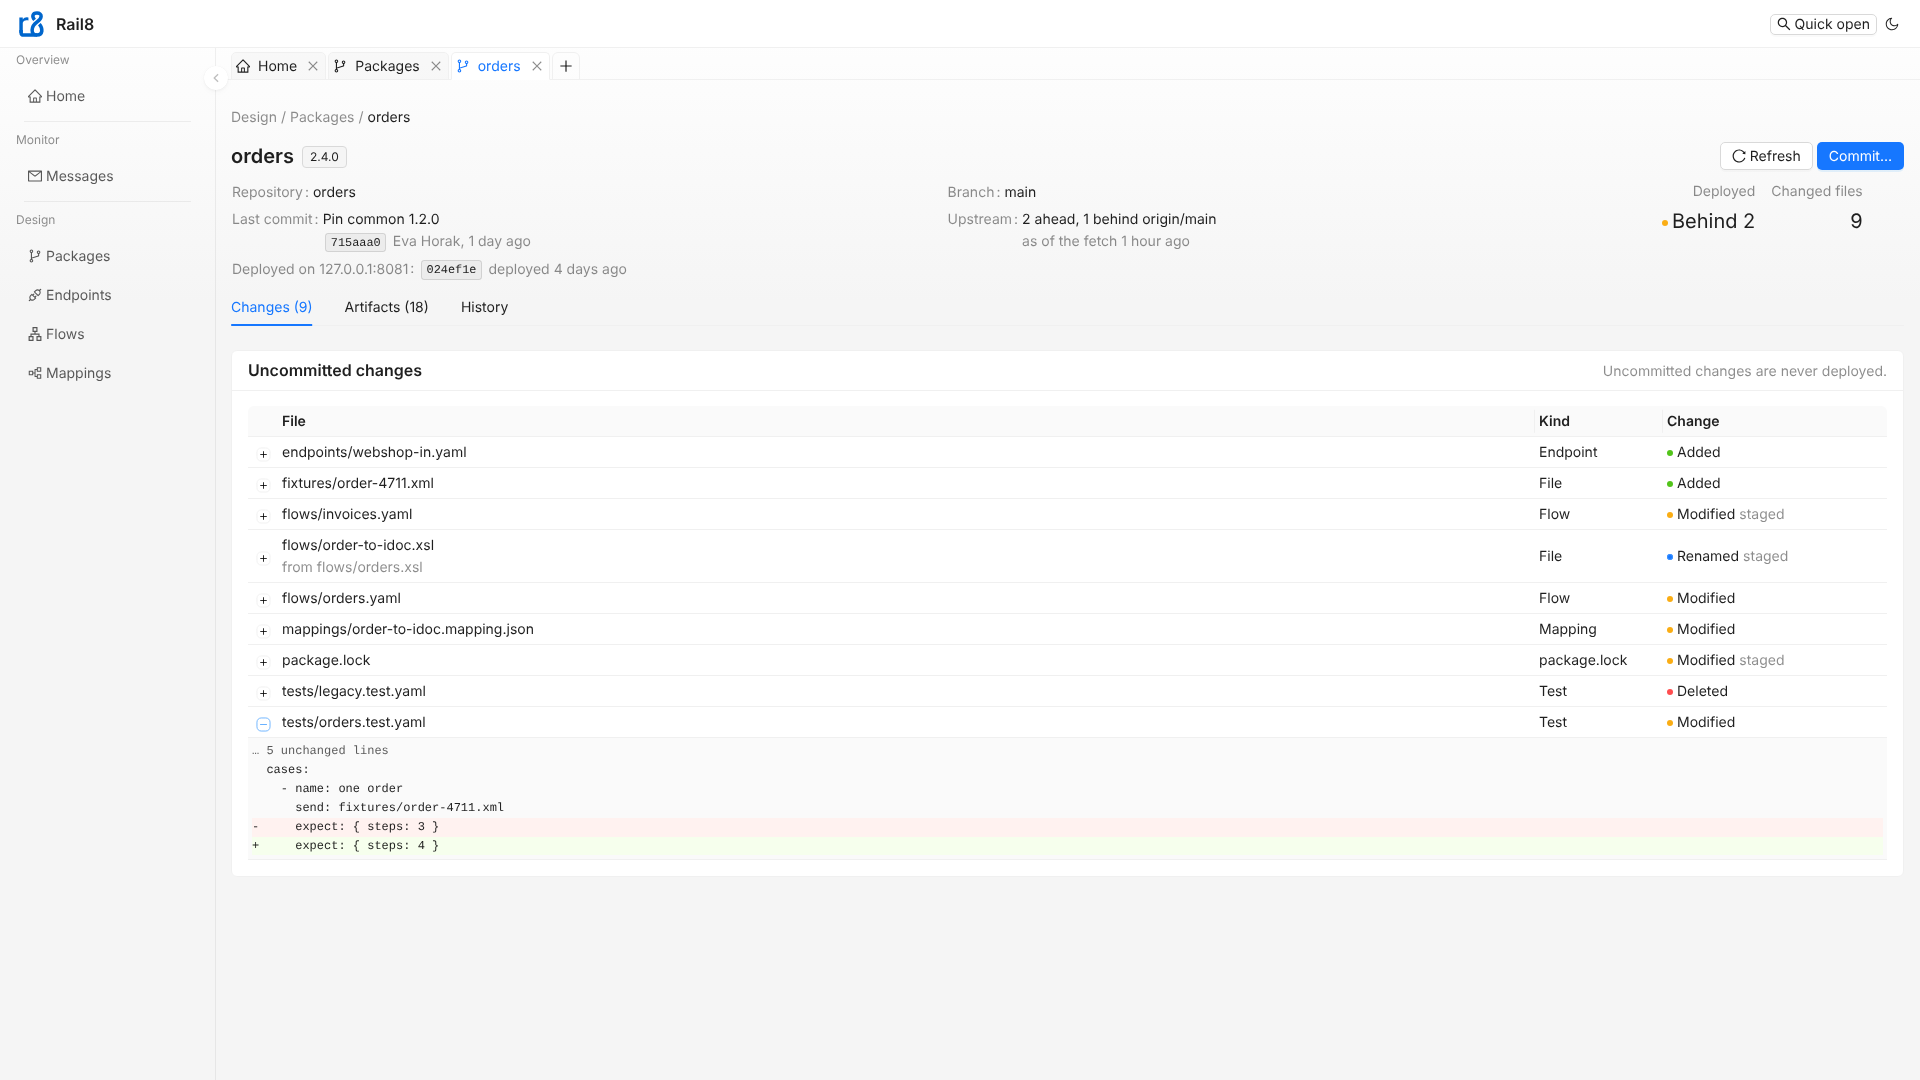 r8 Rail8
Quick open
Overview
Home
Monitor
Messages
Design
Packages
Endpoints
Flows
Mappings
Home
Packages
orders
Design / Packages / orders
orders 2.4.0
Refresh
Commit...
Repository: orders
Branch: main
Deployed
Behind 2
Changed files
9
Last commit: Pin common 1.2.0
715aaa0 Eva Horak, 1 day ago
Upstream: 2 ahead, 1 behind origin/main
as of the fetch 1 hour ago
Deployed on 127.0.0.1:8081: 024ef1e deployed 4 days ago
Changes (9)
Artifacts (18)
History
Uncommitted changes
Uncommitted changes are never deployed.
File Kind Change
+ endpoints/webshop-in.yaml Endpoint Added
+ fixtures/order-4711.xml File Added
+ flows/invoices.yaml Flow Modified staged
+ flows/order-to-idoc.xsl File Renamed staged
from flows/orders.xsl
+ flows/orders.yaml Flow Modified
+ mappings/order-to-idoc.mapping.json Mapping Modified
+ package.lock package.lock Modified staged
+ tests/legacy.test.yaml Test Deleted
tests/orders.test.yaml Test Modified
… 5 unchanged lines
cases:
- name: one order
send: fixtures/order-4711.xml
- expect: { steps: 3 }
+ expect: { steps: 4 }